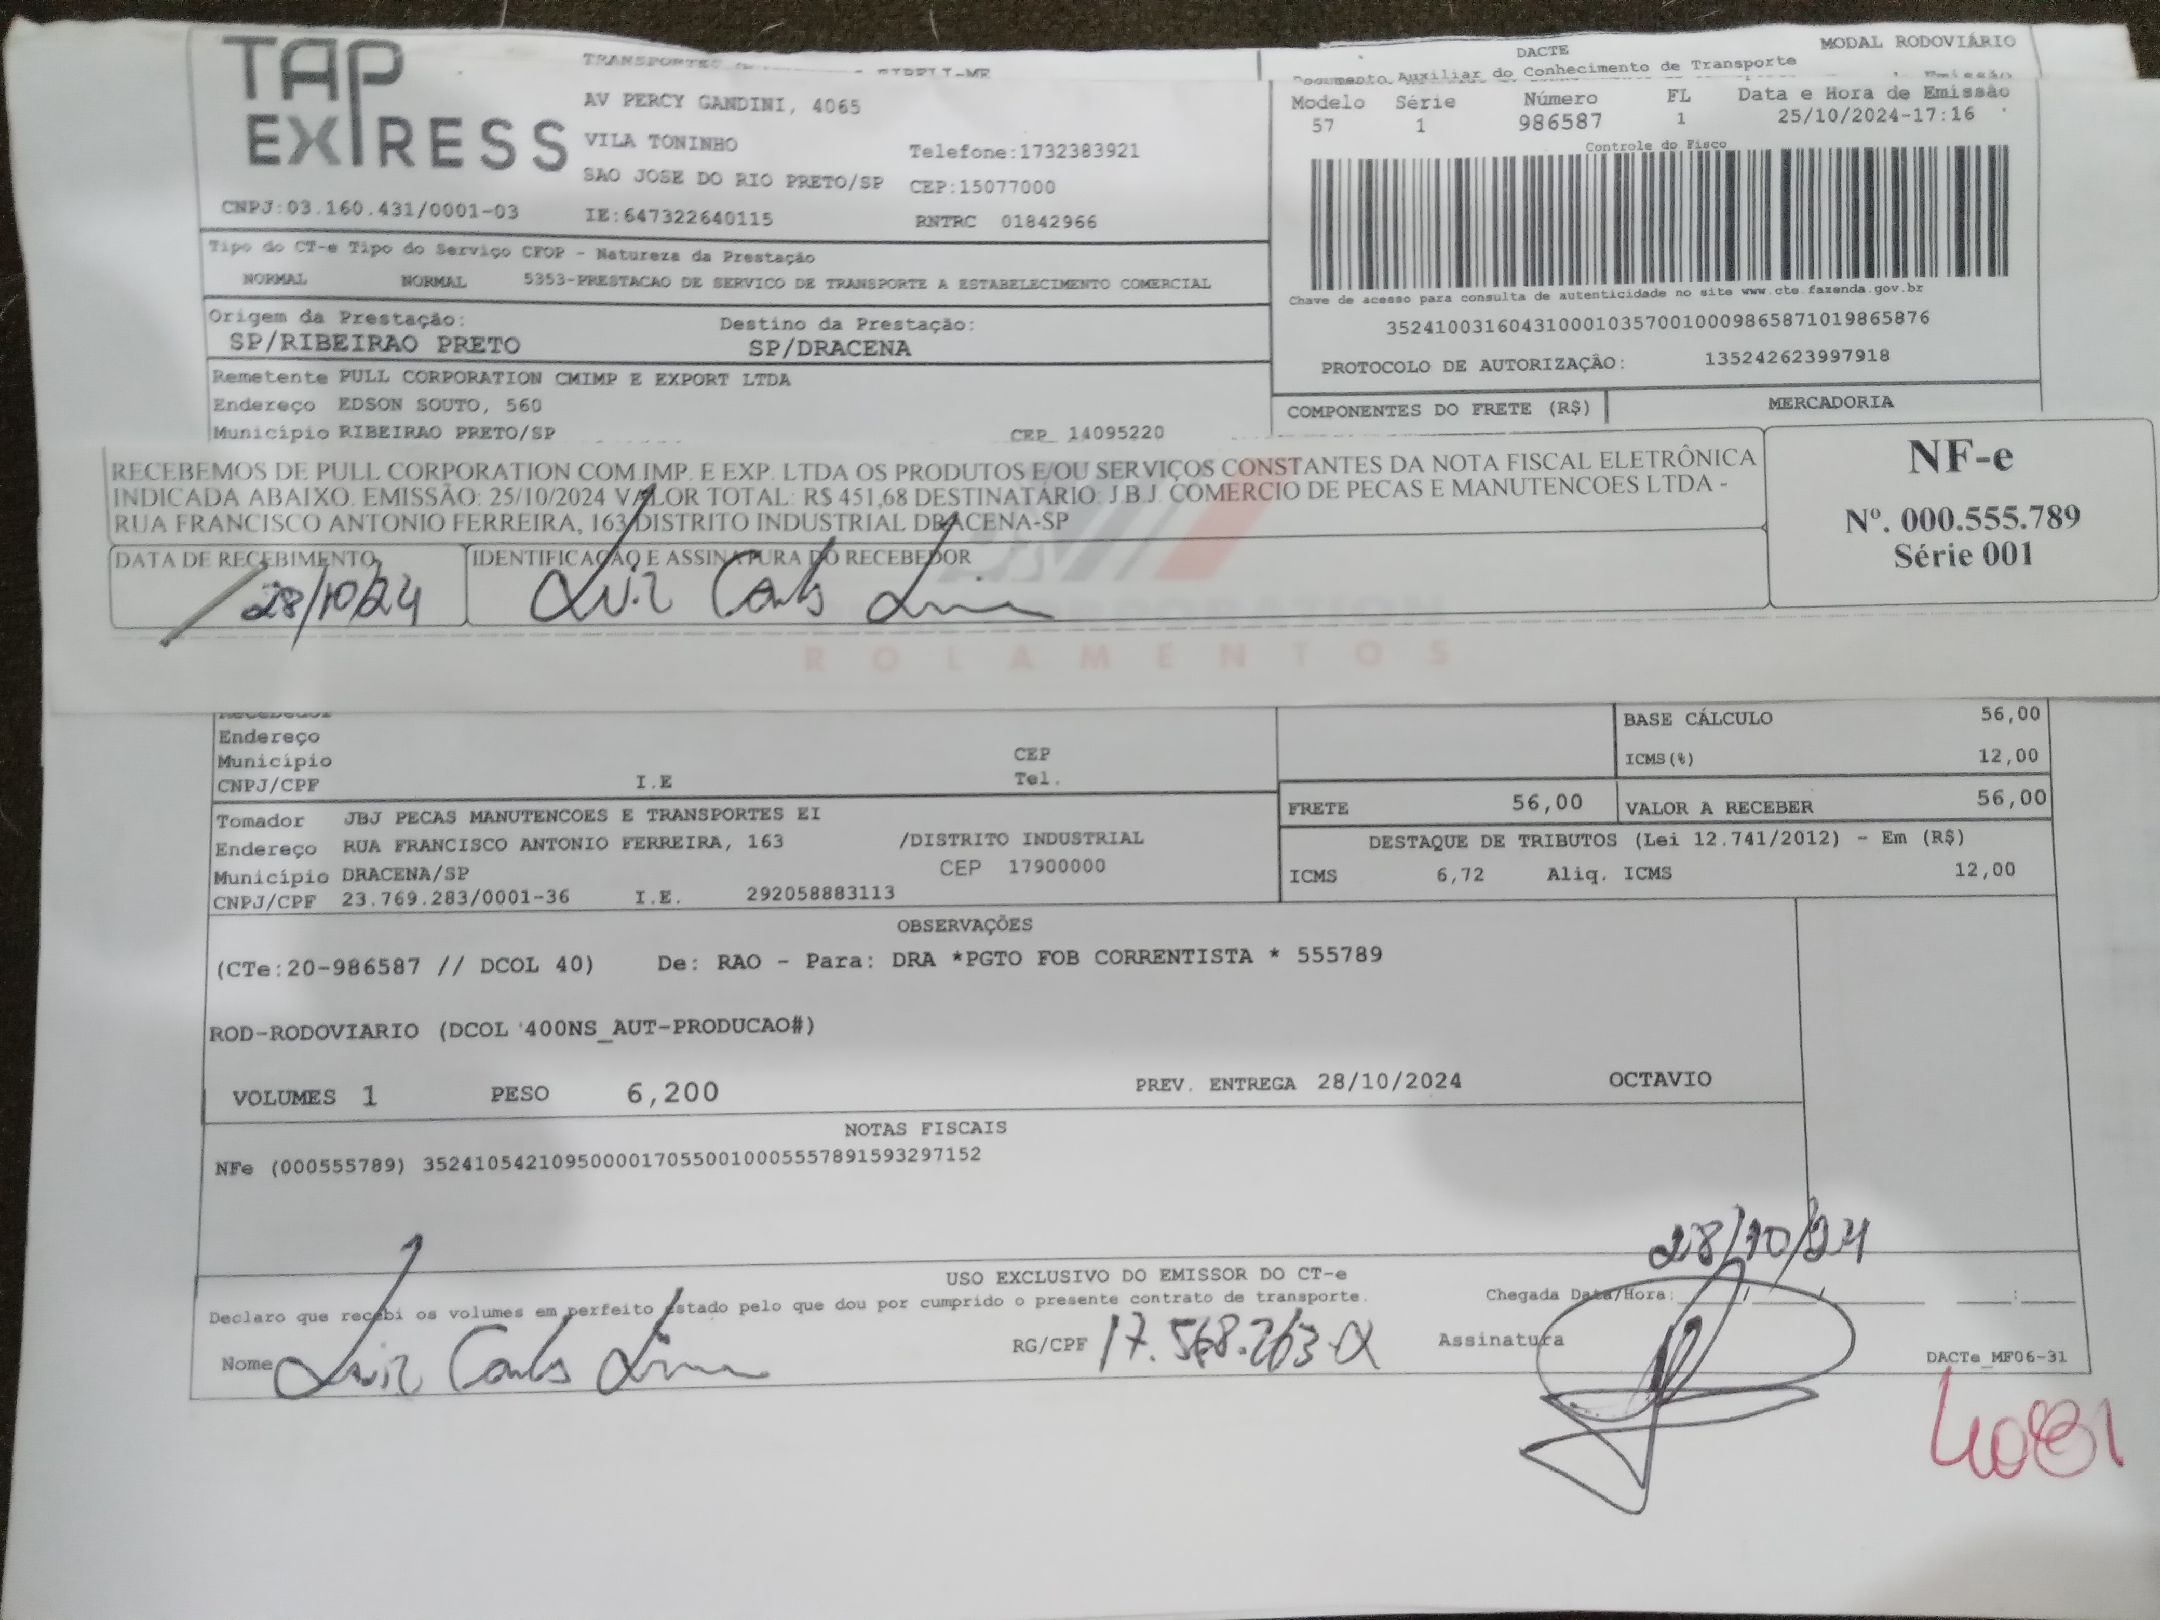 TAP
EXPRESS
TRANSPORTES
AV PERCY GANDINI, 4065
VILA TONINHO
Telefone:1732383921
SAO JOSE DO RIO PRETO/SP CEP:15077000
CNPJ:03.160.431/0001-03 IE:647322640115 RNTRC 01842966
DACTE MODAL RODOVIÁRIO
Documento Auxiliar do Conhecimento de Transporte
Modelo Série Número FL Data e Hora de Emissão
57 1 986587 1 25/10/2024-17:16
Controle do Fisco
Chave de acesso para consulta de autenticidade no site www.cte.fazenda.gov.br
35241003160431000103570010009865871019865876
PROTOCOLO DE AUTORIZAÇÃO: 135242623997918
Tipo do CT-e Tipo do Serviço CFOP - Natureza da Prestação
NORMAL NORMAL 5353-PRESTACAO DE SERVICO DE TRANSPORTE A ESTABELECIMENTO COMERCIAL
Origem da Prestação: Destino da Prestação:
SP/RIBEIRAO PRETO SP/DRACENA
Remetente PULL CORPORATION CMIMP E EXPORT LTDA
Endereço EDSON SOUTO, 560
Município RIBEIRAO PRETO/SP CEP 14095220
COMPONENTES DO FRETE (R$) MERCADORIA
RECEBEMOS DE PULL CORPORATION COM.IMP. E EXP. LTDA OS PRODUTOS E/OU SERVIÇOS CONSTANTES DA NOTA FISCAL ELETRÔNICA
INDICADA ABAIXO. EMISSÃO: 25/10/2024 VALOR TOTAL: R$ 451,68 DESTINATÁRIO: J.B.J. COMERCIO DE PECAS E MANUTENCOES LTDA -
RUA FRANCISCO ANTONIO FERREIRA, 163 DISTRITO INDUSTRIAL DRACENA-SP
DATA DE RECEBIMENTO IDENTIFICAÇÃO E ASSINATURA DO RECEBEDOR
28/10/24 Luiz Carlos Lima
NF-e
Nº. 000.555.789
Série 001
CORPORATION
ROLAMENTOS
Recebedor
Endereço
Município CEP
CNPJ/CPF I.E Tel.
BASE CÁLCULO 56,00
ICMS(%) 12,00
FRETE 56,00 VALOR A RECEBER 56,00
Tomador JBJ PECAS MANUTENCOES E TRANSPORTES EI
Endereço RUA FRANCISCO ANTONIO FERREIRA, 163 /DISTRITO INDUSTRIAL
Município DRACENA/SP CEP 17900000
CNPJ/CPF 23.769.283/0001-36 I.E. 292058883113
DESTAQUE DE TRIBUTOS (Lei 12.741/2012) - Em (R$)
ICMS 6,72 Aliq. ICMS 12,00
OBSERVAÇÕES
(CTe:20-986587 // DCOL 40) De: RAO - Para: DRA *PGTO FOB CORRENTISTA * 555789
ROD-RODOVIARIO (DCOL '400NS_AUT-PRODUCAO#)
VOLUMES 1 PESO 6,200 PREV. ENTREGA 28/10/2024 OCTAVIO
NOTAS FISCAIS
NFe (000555789) 35241054210950000170550010005557891593297152
28/10/24
USO EXCLUSIVO DO EMISSOR DO CT-e
Declaro que recebi os volumes em perfeito estado pelo que dou por cumprido o presente contrato de transporte.
Chegada Data/Hora: / / :
Nome Luiz Carlos Lima RG/CPF 17.568.263-X Assinatura
DACTe_MF06-31